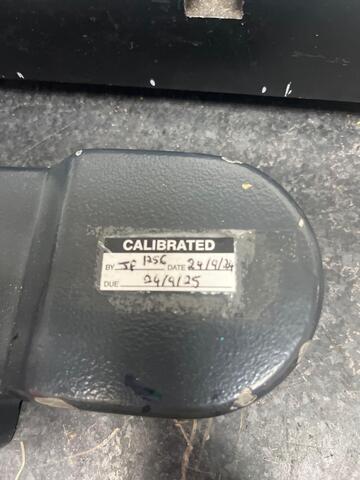 CALIBRATED
BY JF 1256 DATE 24/9/24
DUE 24/9/25